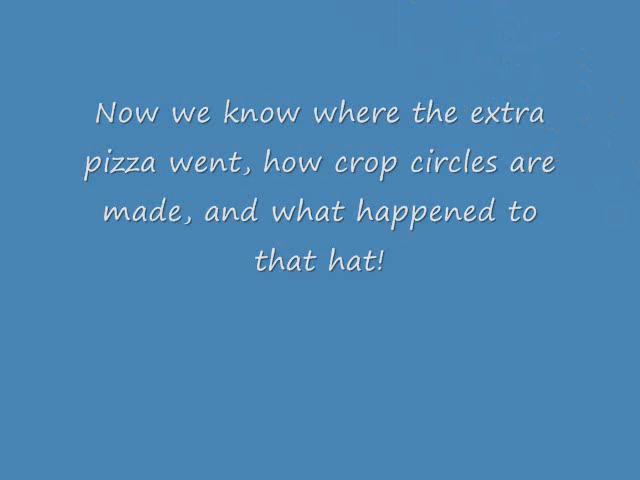 Now we know where the extra
pizza went, how crop circles are
made, and what happened to
that hat!